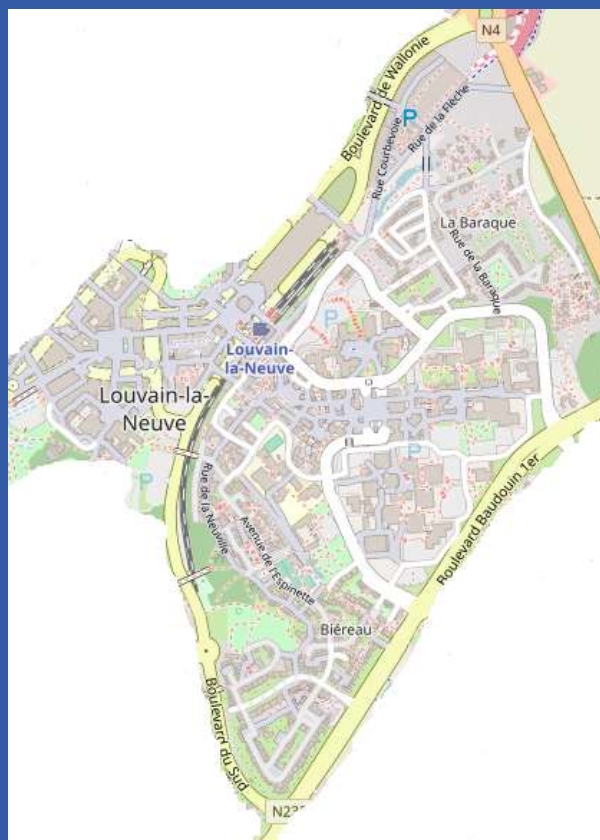 N4
Boulevard de Wallonie
P
Rue de la Flèche
Rue Courbevoie
La Baraque
Rue de la Baraque
P
Louvain-
la-Neuve
Louvain-la-
Neuve
P
P
Rue de la Neuville
Boulevard Baudouin 1er
Avenue de l'Espinette
P
Biéreau
Boulevard du Sud